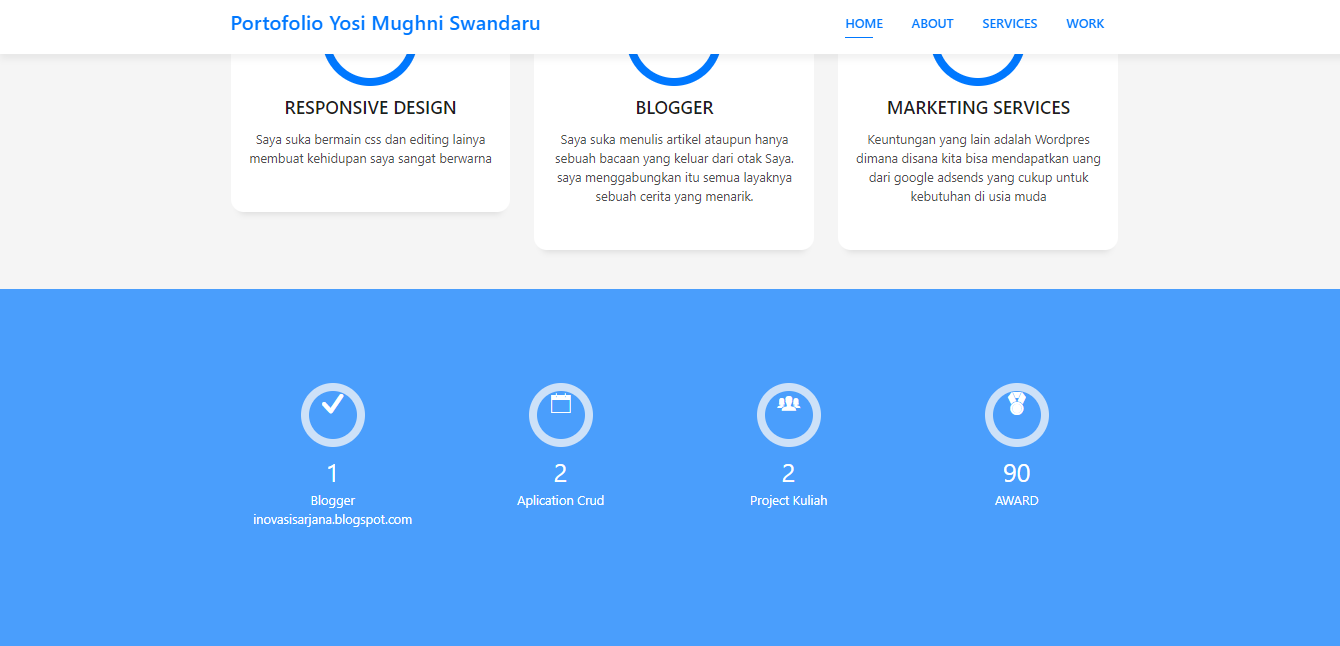 Portofolio Yosi Mughni Swandaru
HOME ABOUT SERVICES WORK
RESPONSIVE DESIGN
Saya suka bermain css dan editing lainya
membuat kehidupan saya sangat berwarna
BLOGGER
Saya suka menulis artikel ataupun hanya
sebuah bacaan yang keluar dari otak Saya.
saya menggabungkan itu semua layaknya
sebuah cerita yang menarik.
MARKETING SERVICES
Keuntungan yang lain adalah Wordpres
dimana disana kita bisa mendapatkan uang
dari google adsends yang cukup untuk
kebutuhan di usia muda
1
Blogger
inovasisarjana.blogspot.com
2
Aplication Crud
2
Project Kuliah
90
AWARD